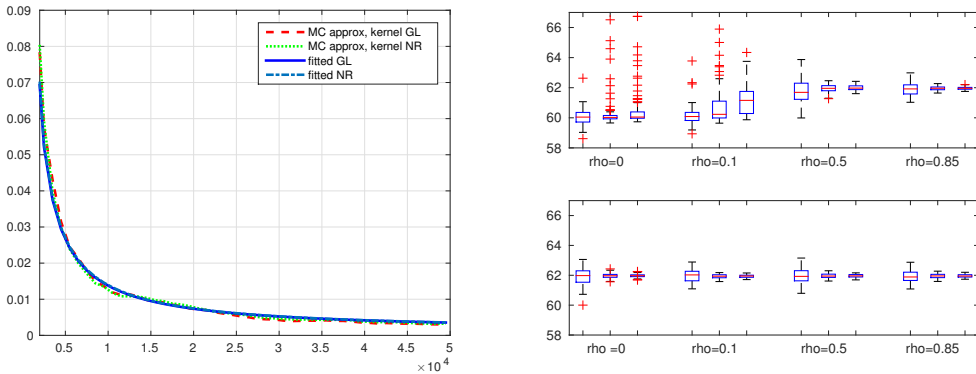 0.09
0.08
0.07
0.06
0.05
0.04
0.03
0.02
0.01
0
MC approx, kernel GL
MC approx, kernel NR
fitted GL
fitted NR
0.5 1 1.5 2 2.5 3 3.5 4 4.5 5
× 10 4
66
64
62
60
58
rho=0 rho=0.1 rho=0.5 rho=0.85
66
64
62
60
58
rho =0 rho=0.1 rho=0.5 rho=0.85